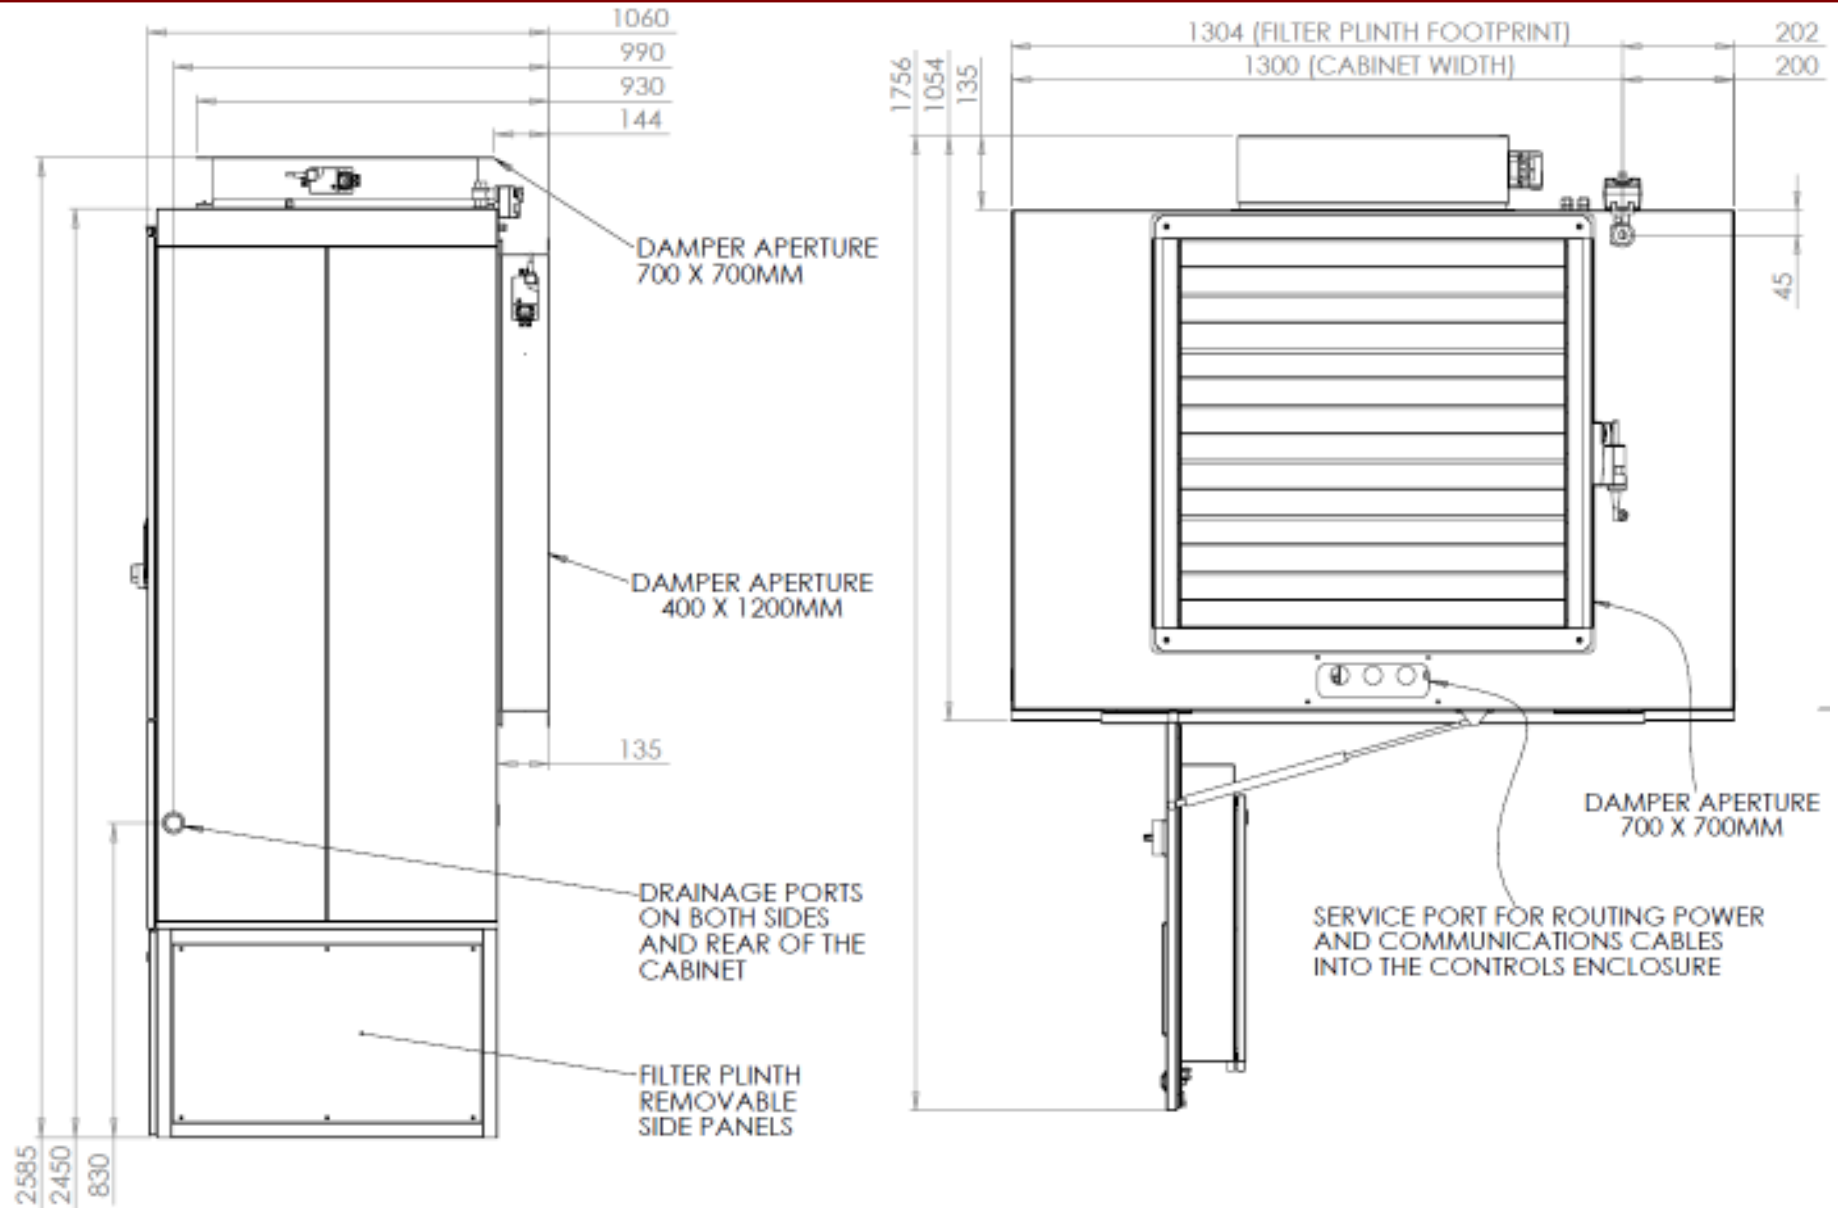 1060
990
930
144
DAMPER APERTURE
700 X 700MM
DAMPER APERTURE
400 X 1200MM
135
DRAINAGE PORTS
ON BOTH SIDES
AND REAR OF THE
CABINET
FILTER PLINTH
REMOVABLE
SIDE PANELS
2585
2450
830
1304 (FILTER PLINTH FOOTPRINT)
202
1300 (CABINET WIDTH)
200
1756
1054
135
45
DAMPER APERTURE
700 X 700MM
SERVICE PORT FOR ROUTING POWER
AND COMMUNICATIONS CABLES
INTO THE CONTROLS ENCLOSURE